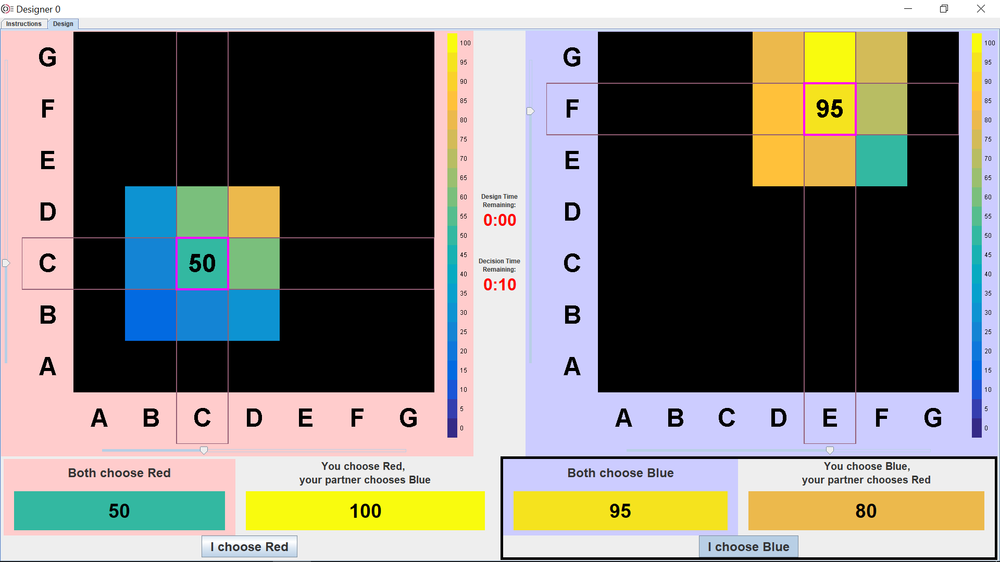 Designer 0
Instructions
Design
G
F
E
D
C
B
A
50
A B C D E F G
100
95
90
85
80
75
70
65
60
55
50
45
40
35
30
25
20
15
10
5
0
Design Time
Remaining:
0:00
Decision Time
Remaining:
0:10
G
F
E
D
C
B
A
95
A B C D E F G
100
95
90
85
80
75
70
65
60
55
50
45
40
35
30
25
20
15
10
5
0
Both choose Red
50
You choose Red,
your partner chooses Blue
100
I choose Red
Both choose Blue
95
You choose Blue,
your partner chooses Red
80
I choose Blue